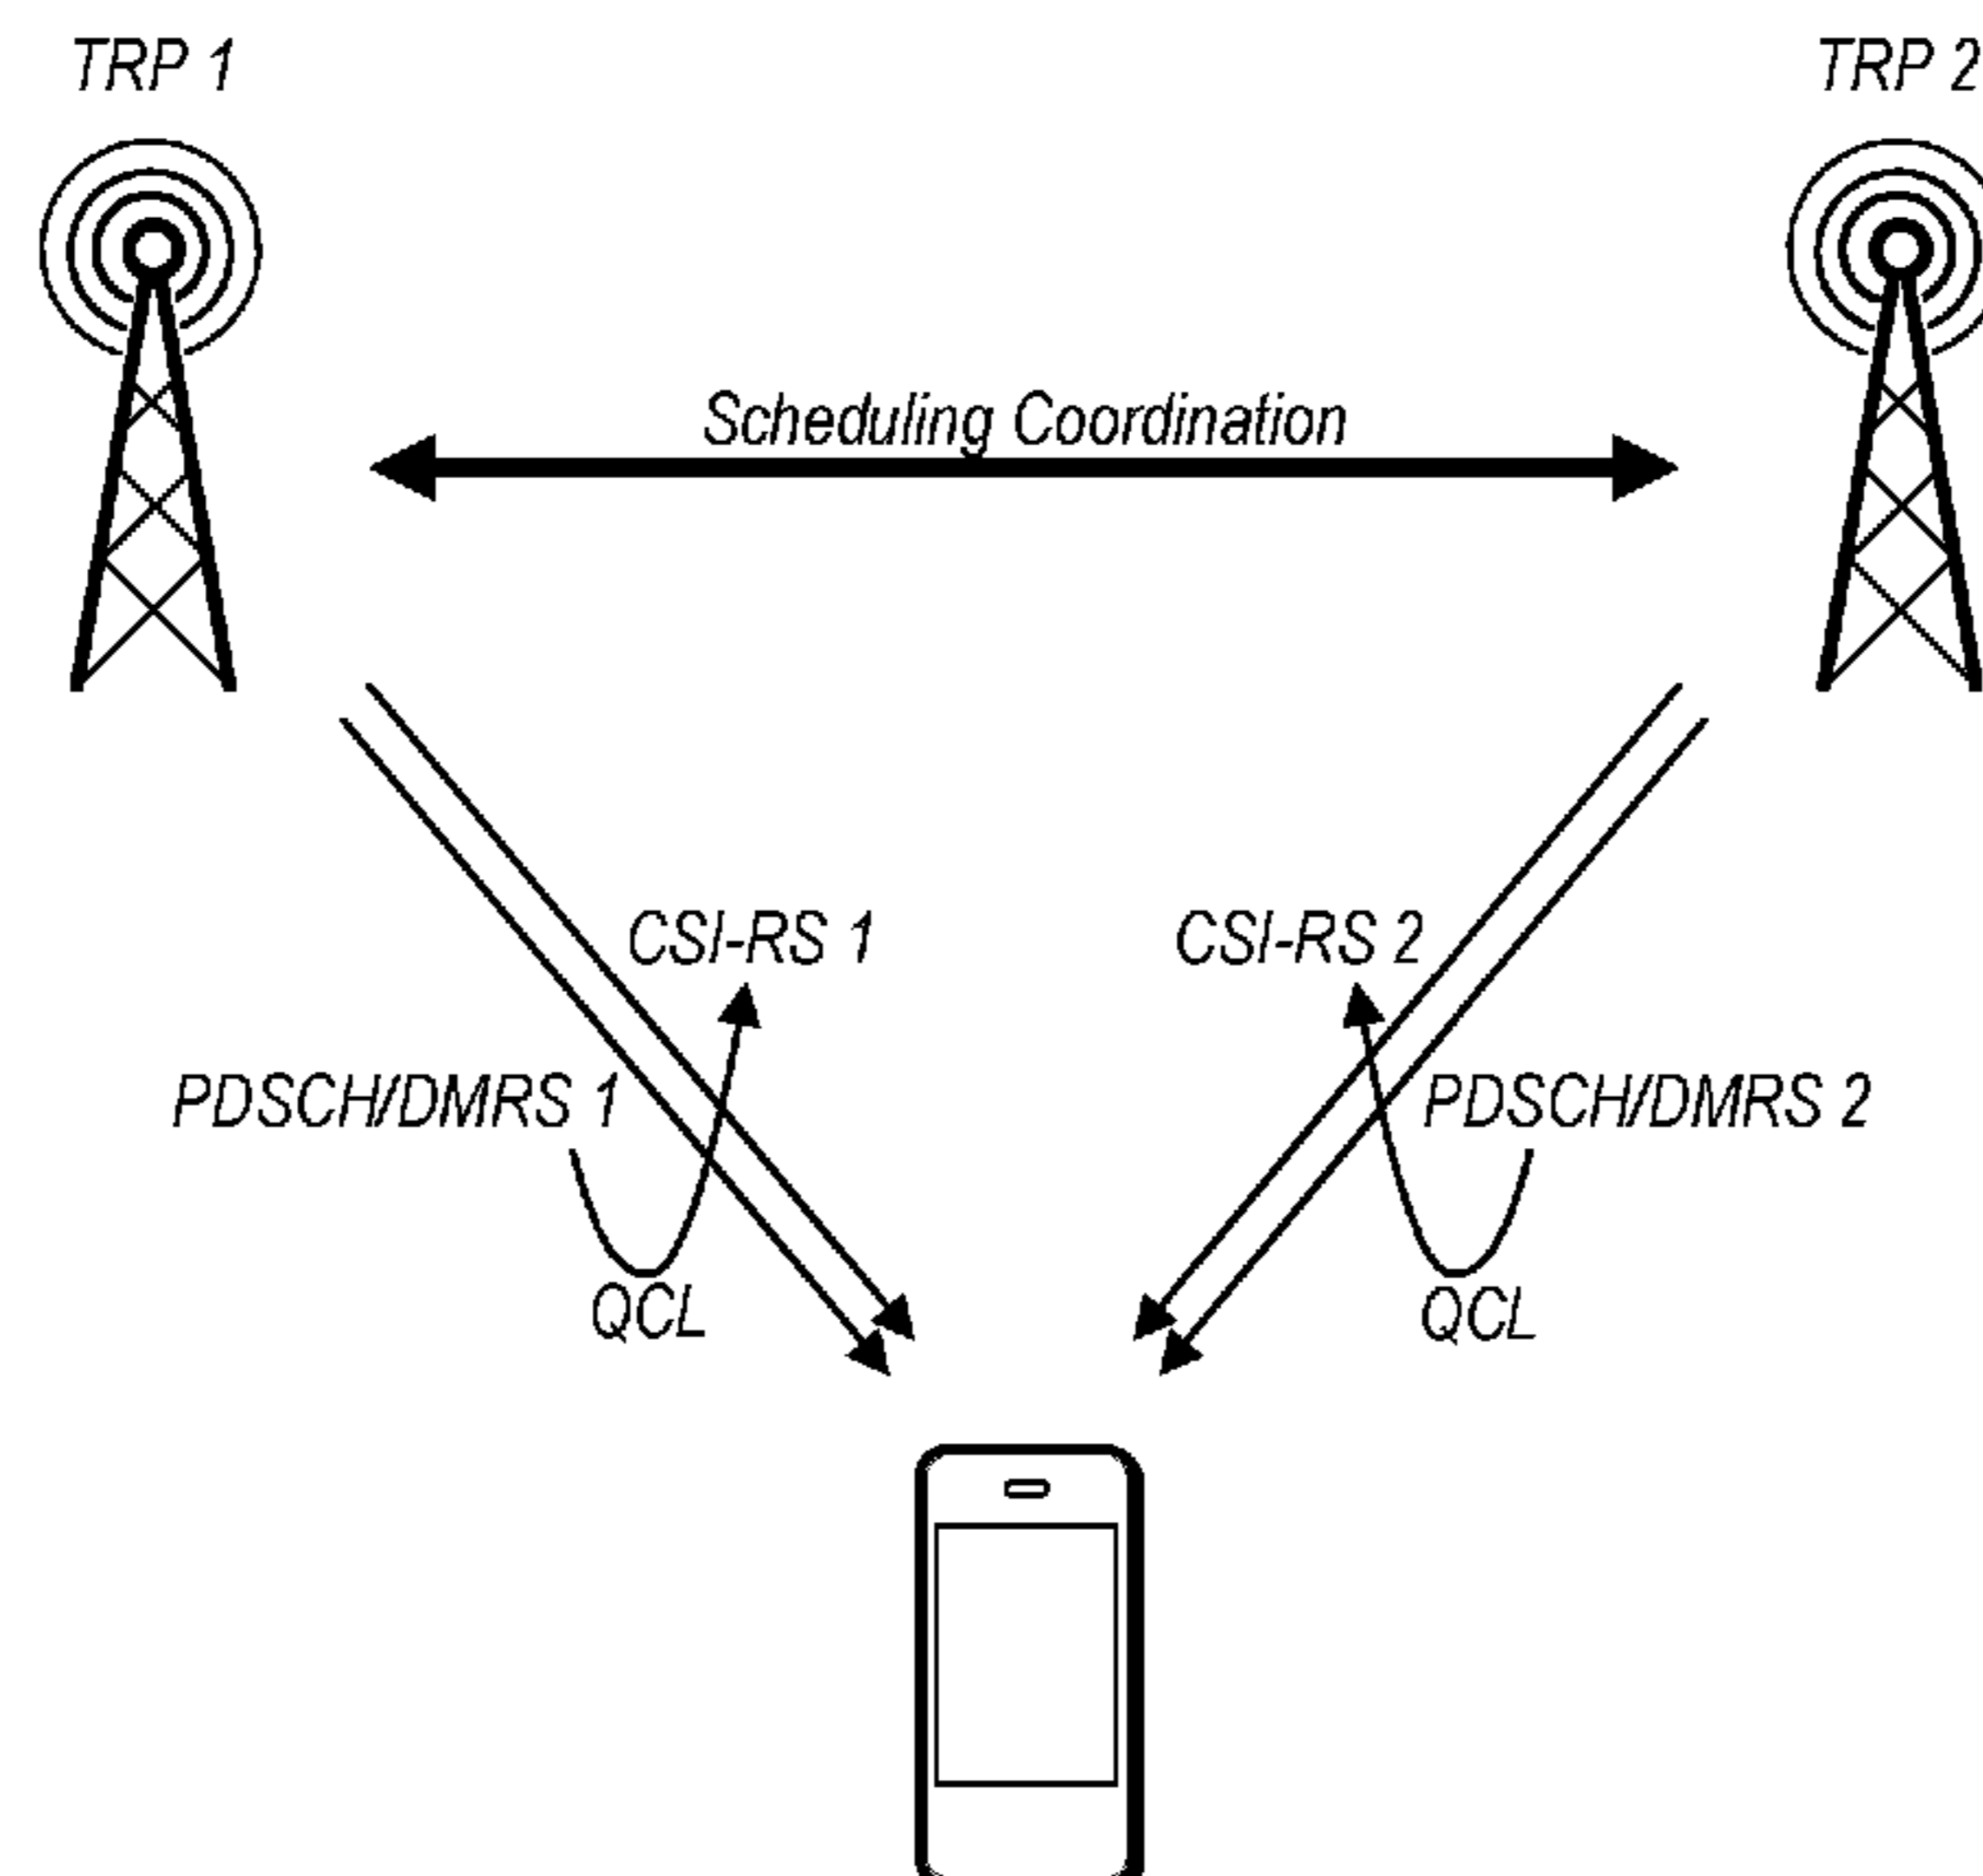 TRP 1
TRP 2
Scheduling Coordination
CSI-RS 1
CSI-RS 2
PDSCH/DMRS 1
PDSCH/DMRS 2
QCL
QCL